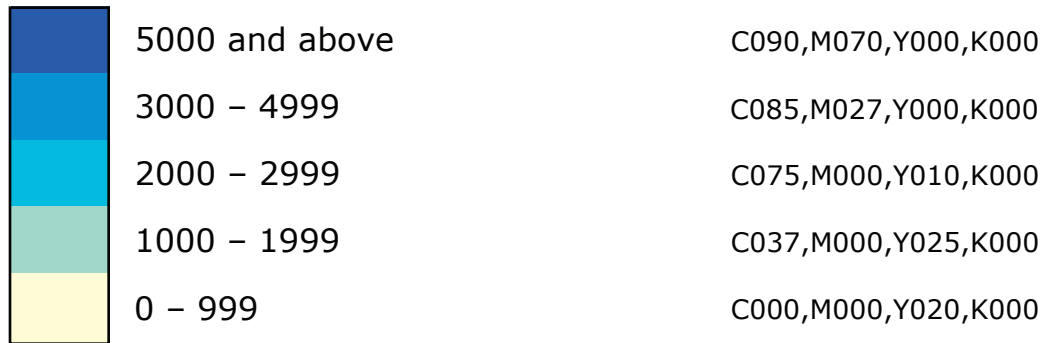 5000 and above C090,M070,Y000,K000
3000 – 4999 C085,M027,Y000,K000
2000 – 2999 C075,M000,Y010,K000
1000 – 1999 C037,M000,Y025,K000
0 – 999 C000,M000,Y020,K000